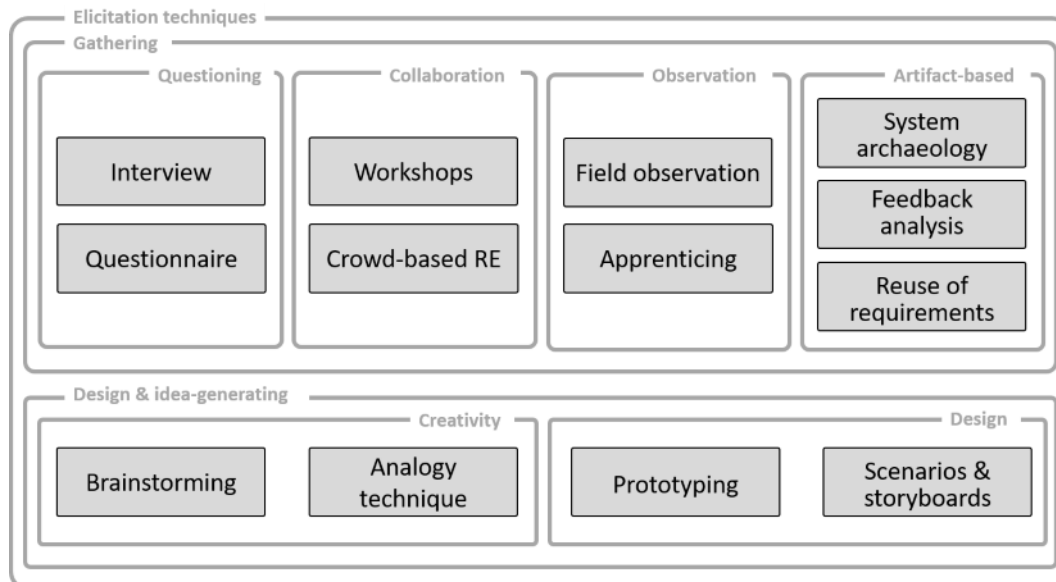 Elicitation techniques
Gathering
Questioning
Interview
Questionnaire
Collaboration
Workshops
Crowd-based RE
Observation
Field observation
Apprenticing
Artifact-based
System
archaeology
Feedback
analysis
Reuse of
requirements
Design & idea-generating
Creativity
Brainstorming
Analogy
technique
Design
Prototyping
Scenarios &
storyboards